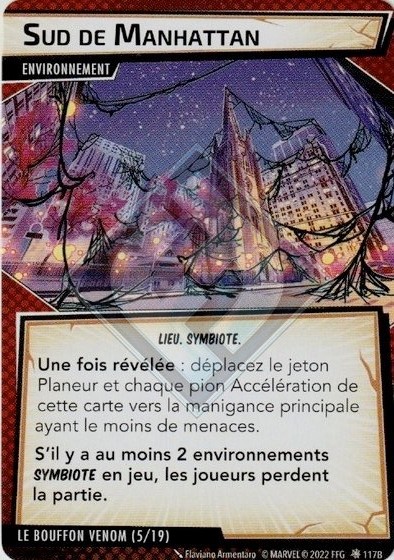 SUD DE MANHATTAN
ENVIRONNEMENT
LIEU. SYMBIOTE.
Une fois révélée : déplacez le jeton
Planeur et chaque pion Accélération de
cette carte vers la manigance principale
ayant le moins de menaces.
S'il y a au moins 2 environnements
SYMBIOTE en jeu, les joueurs perdent
la partie.
LE BOUFFON VENOM (5/19)
Flaviano Armentaro © MARVEL © 2022 FFG 117B